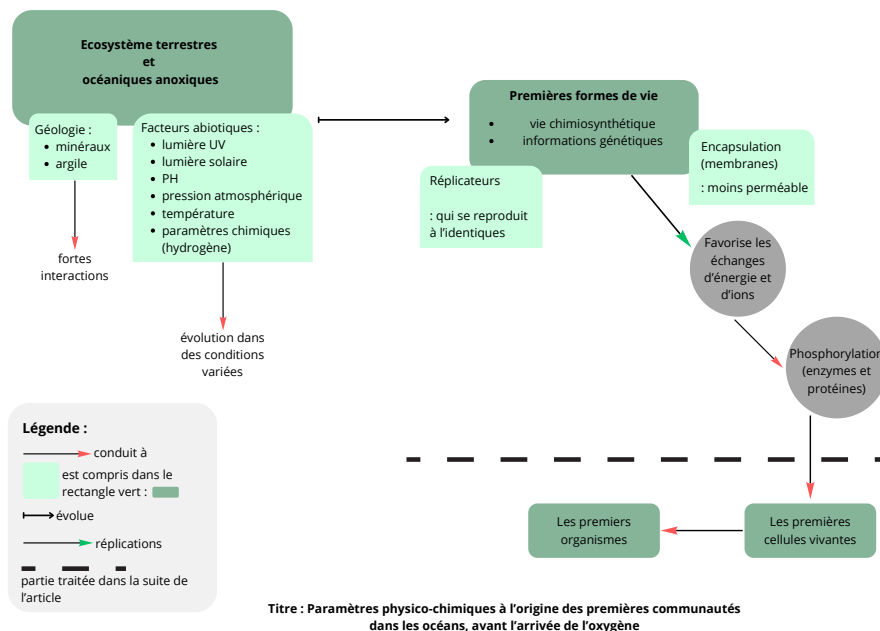 Ecosystème terrestres
et
océaniques anoxiques
Géologie :
• minéraux
• argile
Facteurs abiotiques :
• lumière UV
• lumière solaire
• PH
• pression atmosphérique
• température
• paramètres chimiques
(hydrogène)
fortes
interactions
évolution dans
des conditions
variées
Premières formes de vie
• vie chimiosynthétique
• informations génétiques
Réplicateurs
: qui se reproduit
à l'identiques
Encapsulation
(membranes)
: moins perméable
Favorise les
échanges
d'énergie et
d'ions
Phosphorylation
(enzymes et
protéines)
Les premières
cellules vivantes
Les premiers
organismes
Légende :
conduit à
est compris dans le
rectangle vert :
évolue
réplications
partie traitée dans la suite de
l'article
Titre : Paramètres physico-chimiques à l'origine des premières communautés
dans les océans, avant l'arrivée de l'oxygène